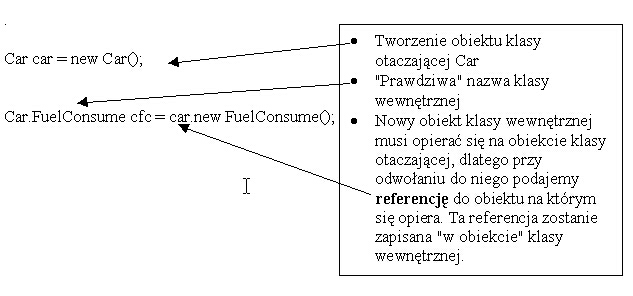 Car car = new Car();
Car.FuelConsume cfc = car.new FuelConsume();
• Tworzenie obiektu klasy
otaczającej Car
• "Prawdziwa" nazwa klasy
wewnętrznej
• Nowy obiekt klasy wewnętrznej
musi opierać się na obiekcie klasy
otaczającej, dlatego przy
odwołaniu do niego podajemy
referencję do obiektu na którym
się opiera. Ta referencja zostanie
zapisana "w obiekcie" klasy
wewnętrznej.